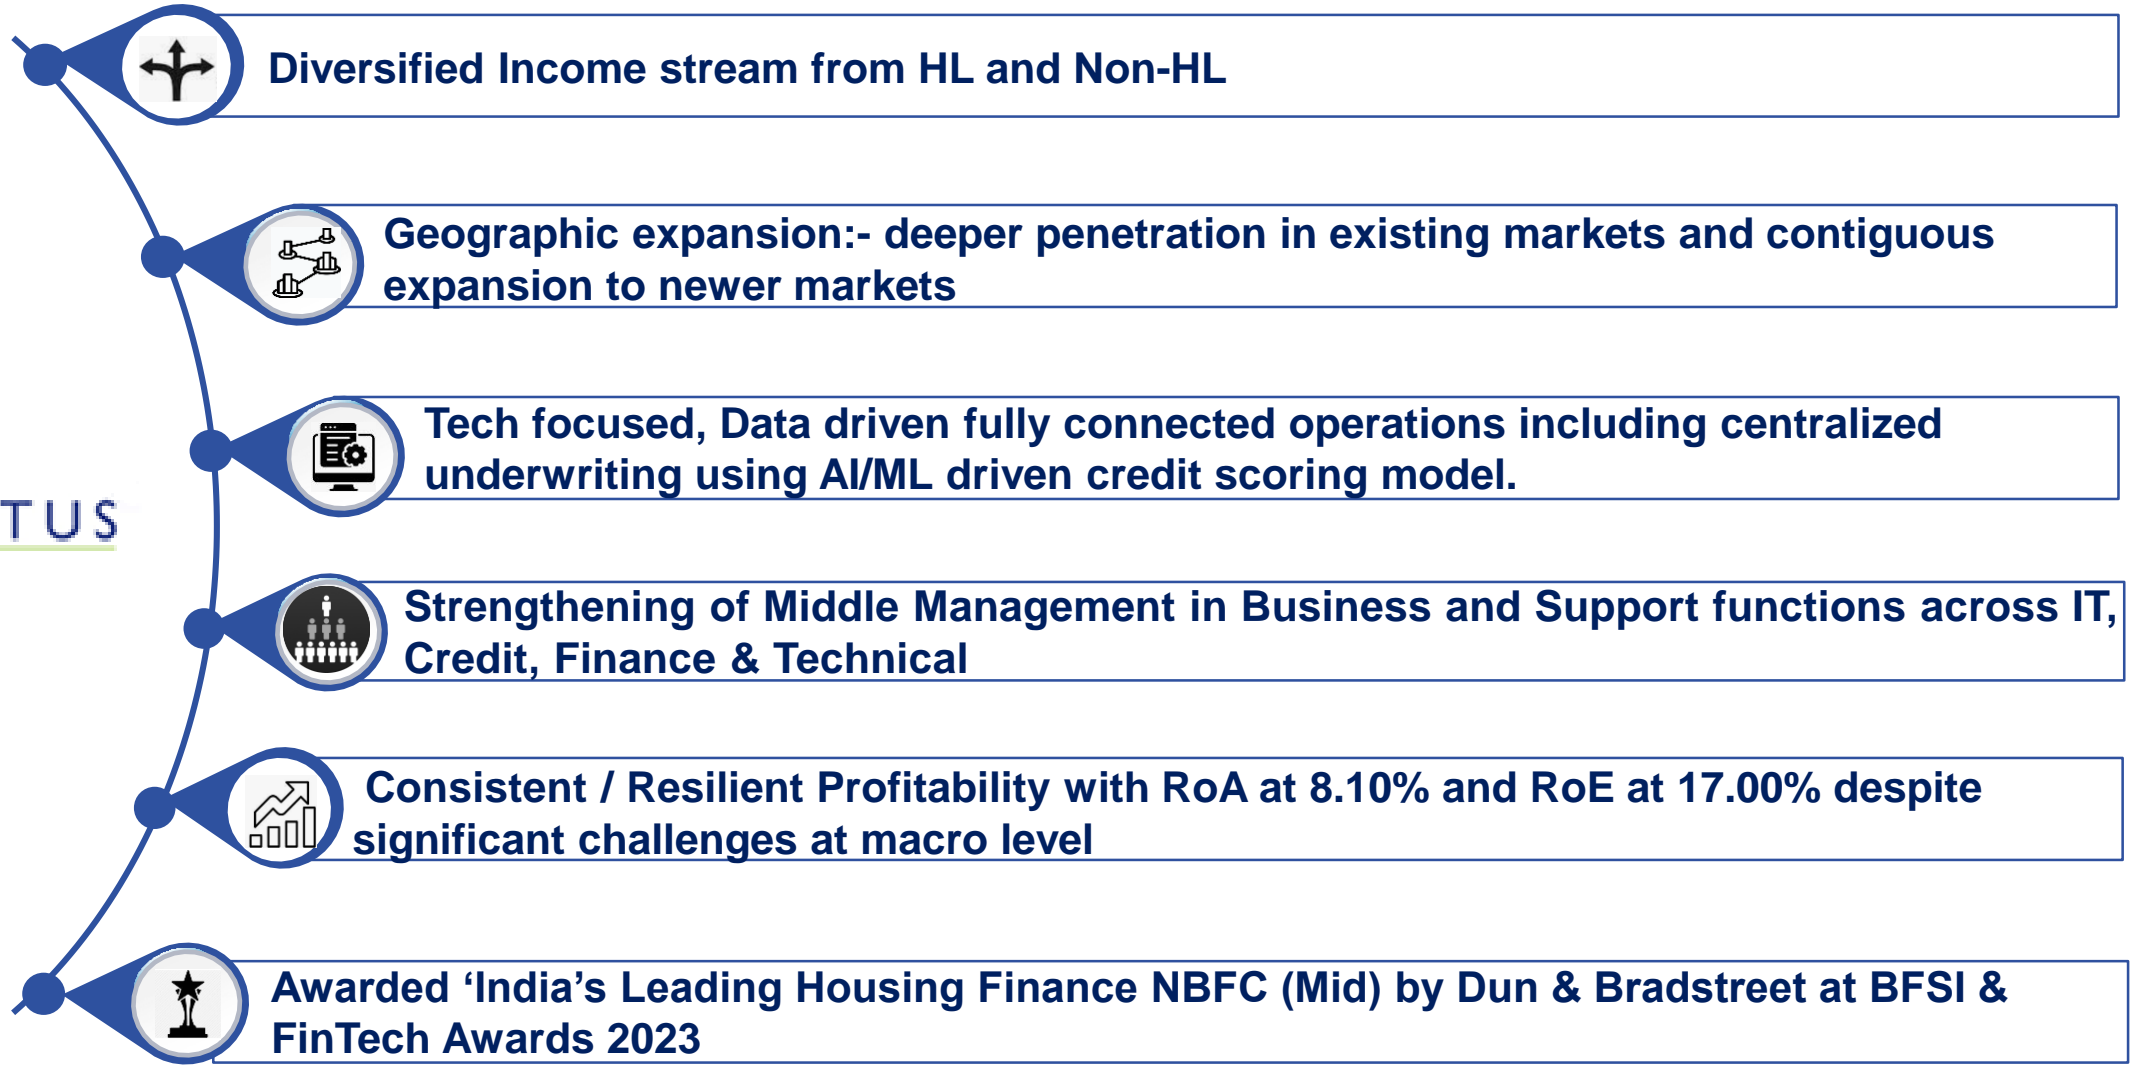 Diversified Income stream from HL and Non-HL
Geographic expansion:- deeper penetration in existing markets and contiguous
expansion to newer markets
Tech focused, Data driven fully connected operations including centralized
underwriting using AI/ML driven credit scoring model.
TUS
Strengthening of Middle Management in Business and Support functions across IT,
Credit, Finance & Technical
Consistent / Resilient Profitability with RoA at 8.10% and RoE at 17.00% despite
significant challenges at macro level
Awarded ‘India’s Leading Housing Finance NBFC (Mid) by Dun & Bradstreet at BFSI &
FinTech Awards 2023